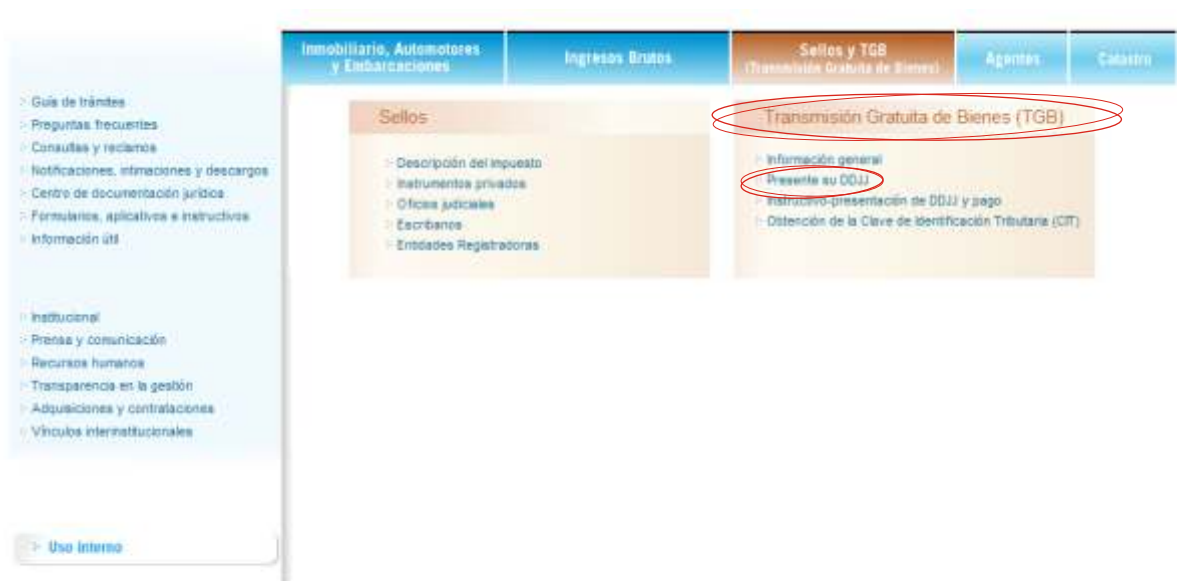 Inmobiliario, Automotores
y Embarcaciones
Ingresos Brutos
Sellos y TGB
(Transmisión Gratuita de Bienes)
Agentes
Catastro
> Guía de trámites
> Preguntas frecuentes
> Consultas y reclamos
> Notificaciones, intimaciones y descargos
> Centro de documentación jurídica
> Formularios, aplicativos e instructivos
> Información útil
> Institucional
> Prensa y comunicación
> Recursos humanos
> Transparencia en la gestión
> Adquisiciones y contrataciones
> Vínculos interinstitucionales
> Uso Interno
Sellos
> Descripción del impuesto
> Instrumentos privados
> Oficios judiciales
> Escribanos
> Entidades Registradoras
Transmisión Gratuita de Bienes (TGB)
> Información general
> Presente su DDJJ
> Instructivo-presentación de DDJJ y pago
> Obtención de la Clave de Identificación Tributaria (CIT)